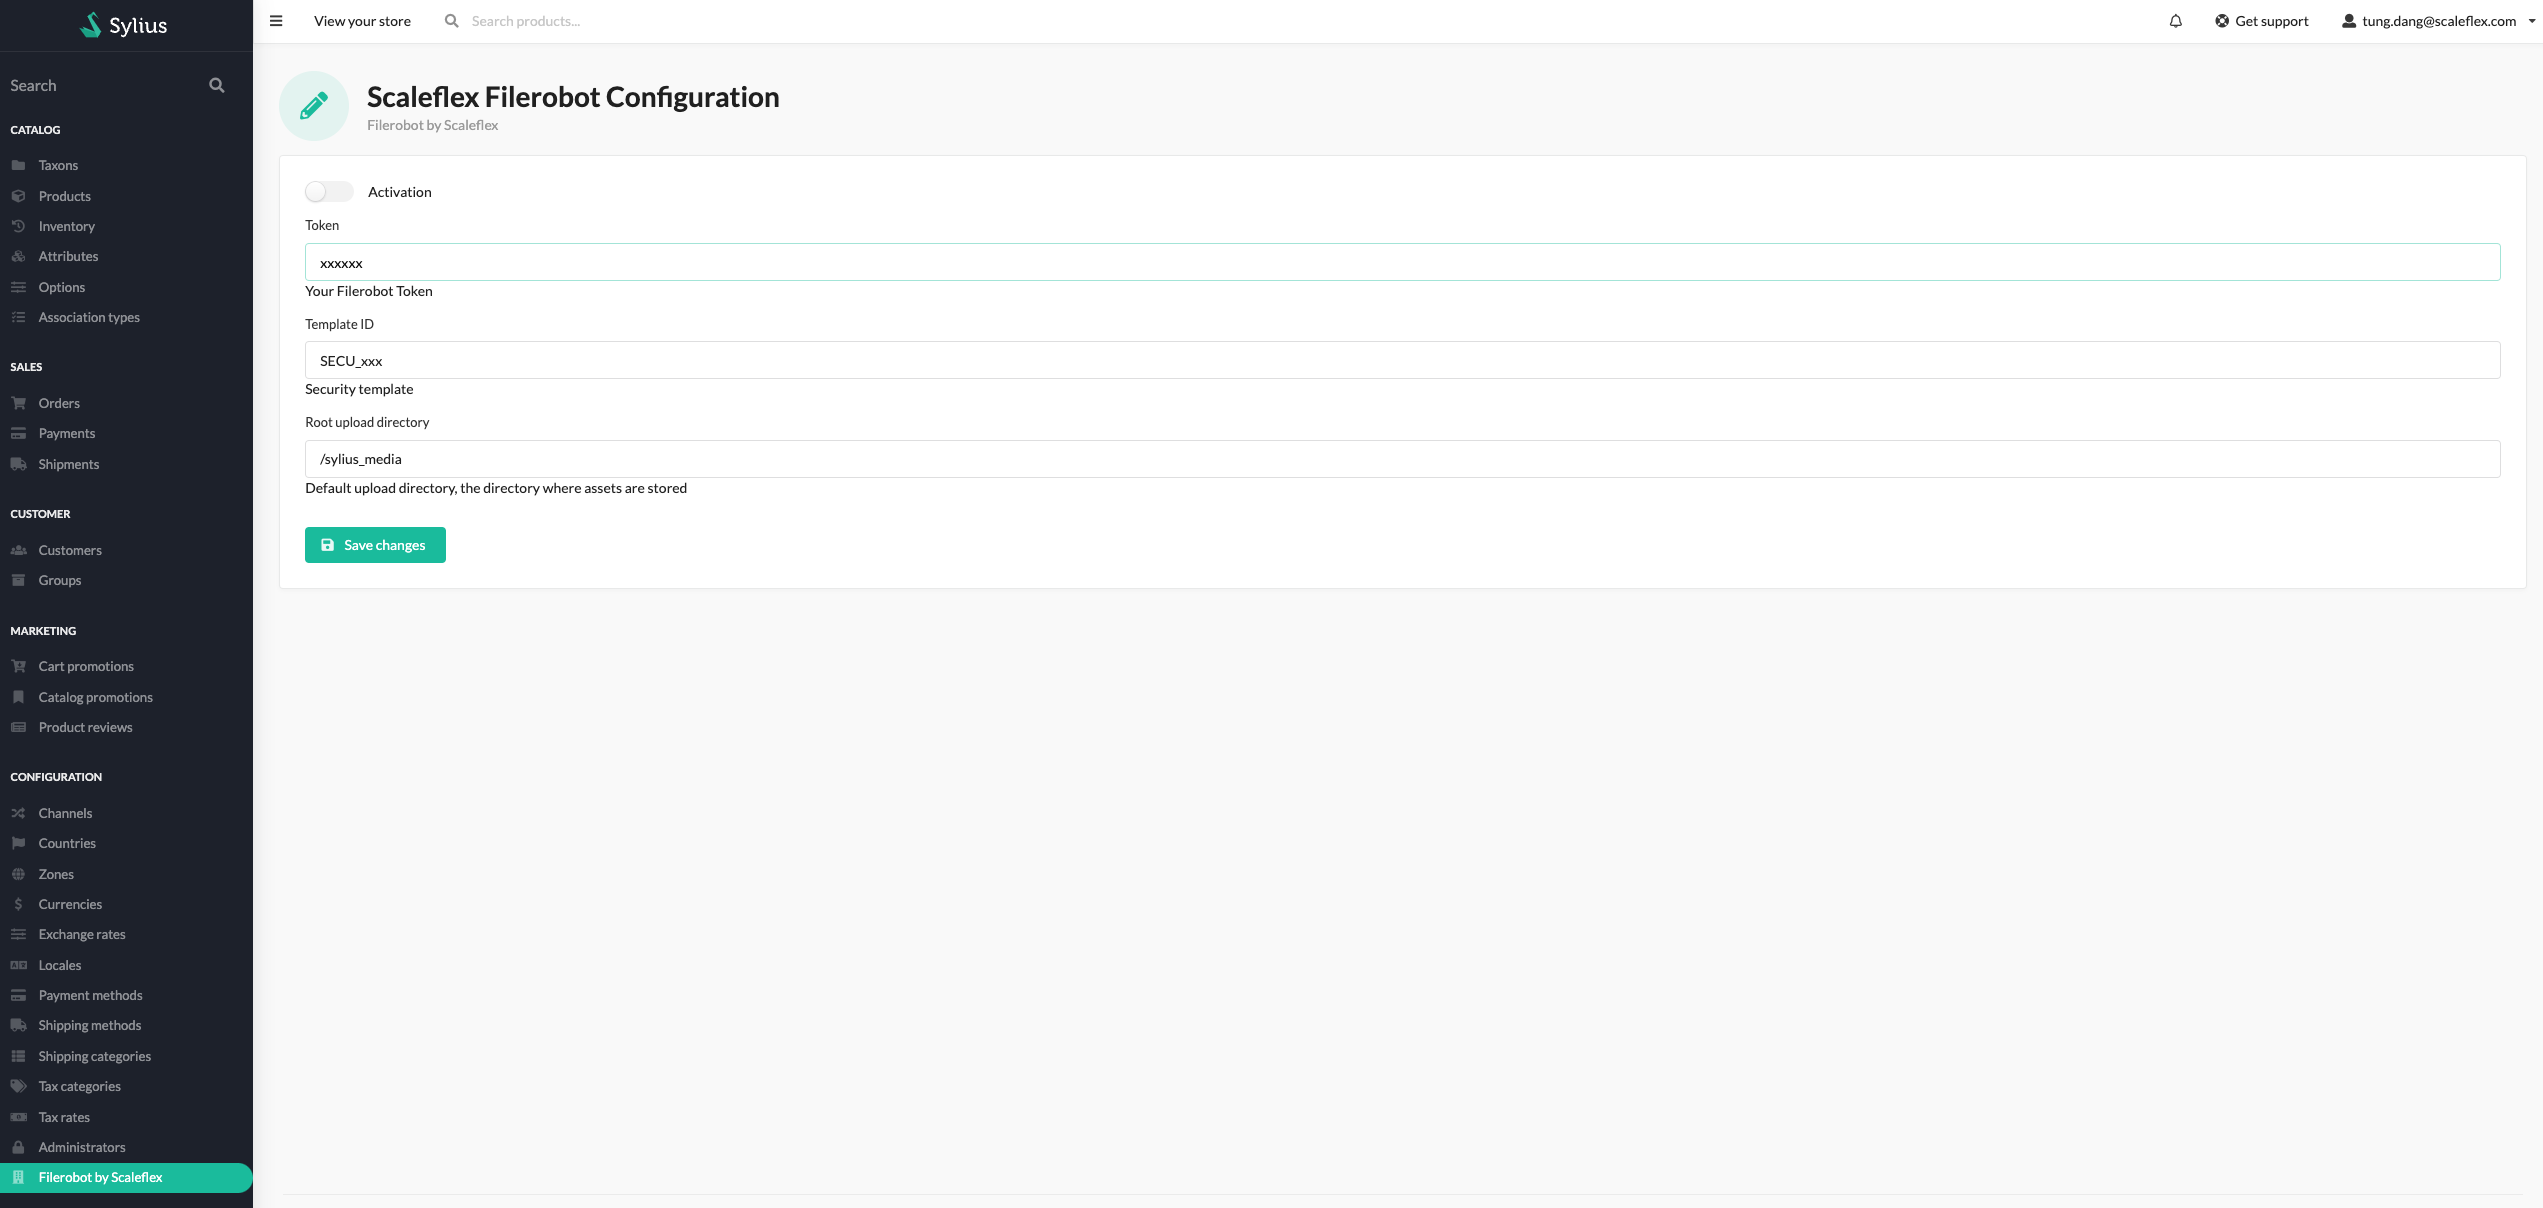 Sylius
View your store
Search products...
Get support
tung.dang@scaleflex.com
Search
CATALOG
Taxons
Products
Inventory
Attributes
Options
Association types
SALES
Orders
Payments
Shipments
CUSTOMER
Customers
Groups
MARKETING
Cart promotions
Catalog promotions
Product reviews
CONFIGURATION
Channels
Countries
Zones
Currencies
Exchange rates
Locales
Payment methods
Shipping methods
Shipping categories
Tax categories
Tax rates
Administrators
Filerobot by Scaleflex
Scaleflex Filerobot Configuration
Filerobot by Scaleflex
Activation
Token
xxxxxx
Your Filerobot Token
Template ID
SECU_xxx
Security template
Root upload directory
/sylius_media
Default upload directory, the directory where assets are stored
Save changes